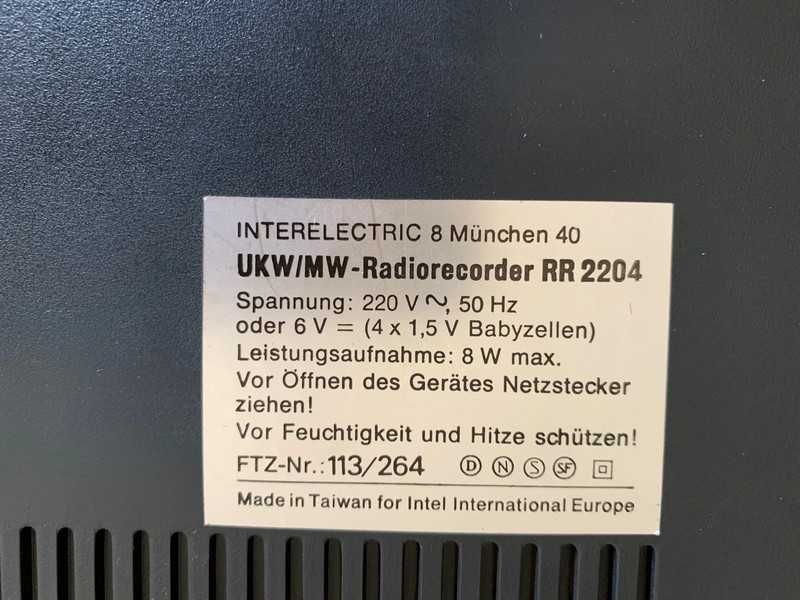 INTERELECTRIC 8 München 40
UKW/MW-Radiorecorder RR 2204
Spannung: 220 V ∿, 50 Hz
oder 6 V = (4 x 1,5 V Babyzellen)
Leistungsaufnahme: 8 W max.
Vor Öffnen des Gerätes Netzstecker
ziehen!
Vor Feuchtigkeit und Hitze schützen!
FTZ-Nr.: 113/264 D N S SF
Made in Taiwan for Intel International Europe